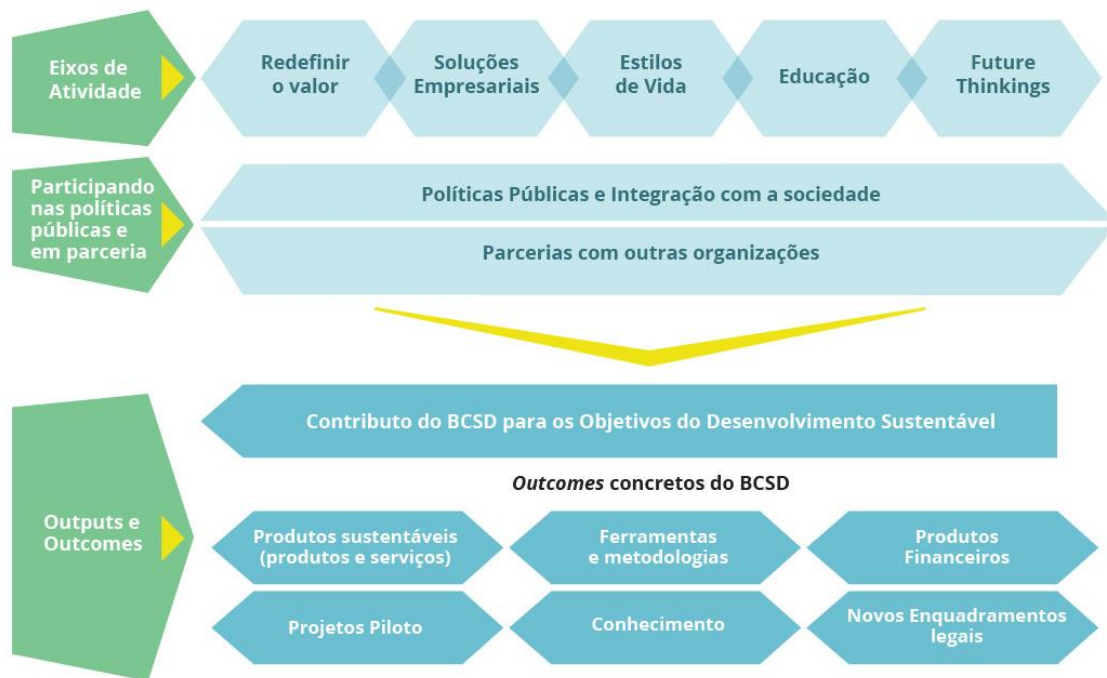 Eixos de
Atividade
Redefinir
o valor
Soluções
Empresariais
Estilos
de Vida
Educação
Future
Thinkings
Participando
nas políticas
públicas e
em parceria
Políticas Públicas e Integração com a sociedade
Parcerias com outras organizações
Outputs e
Outcomes
Contributo do BCSD para os Objetivos do Desenvolvimento Sustentável
Outcomes concretos do BCSD
Produtos sustentáveis
(produtos e serviços)
Ferramentas
e metodologias
Produtos
Financeiros
Projetos Piloto
Conhecimento
Novos Enquadramentos
legais